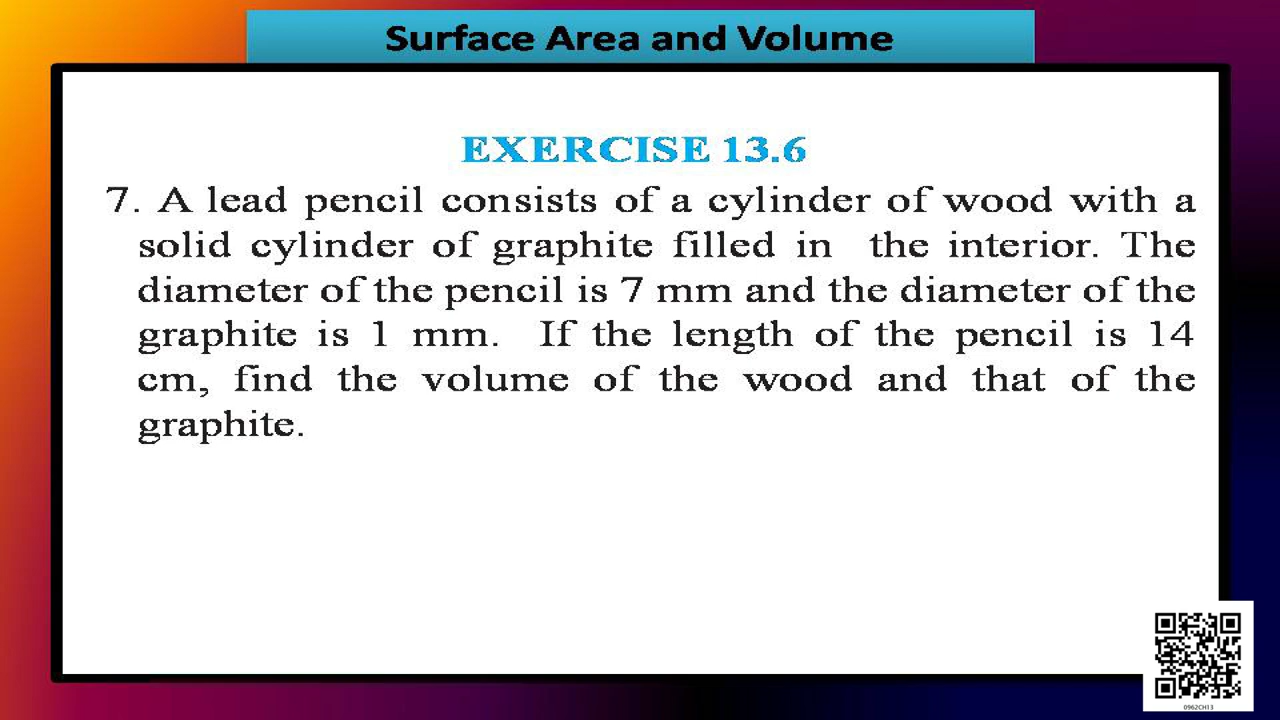 Surface Area and Volume
EXERCISE 13.6
7. A lead pencil consists of a cylinder of wood with a
solid cylinder of graphite filled in the interior. The
diameter of the pencil is 7 mm and the diameter of the
graphite is 1 mm. If the length of the pencil is 14
cm, find the volume of the wood and that of the
graphite.
0962CH13